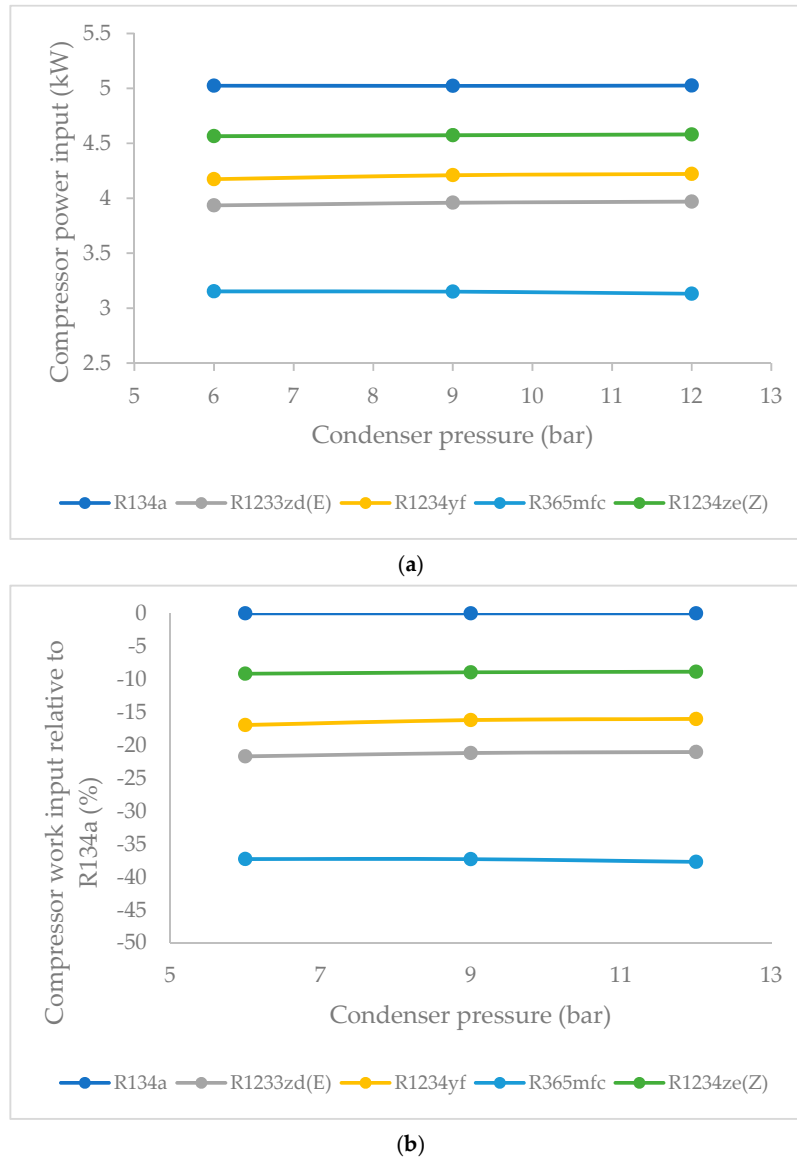 5.5
5
4.5
4
3.5
3
2.5
Compressor power input (kW)
5 6 7 8 9 10 11 12 13
Condenser pressure (bar)
R134a R1233zd(E) R1234yf R365mfc R1234ze(Z)
(a)
0
-5
-10
-15
-20
-25
-30
-35
-40
-45
-50
Compressor work input relative to
R134a (%)
5 7 9 11 13
Condenser pressure (bar)
R134a R1233zd(E) R1234yf R365mfc R1234ze(Z)
(b)